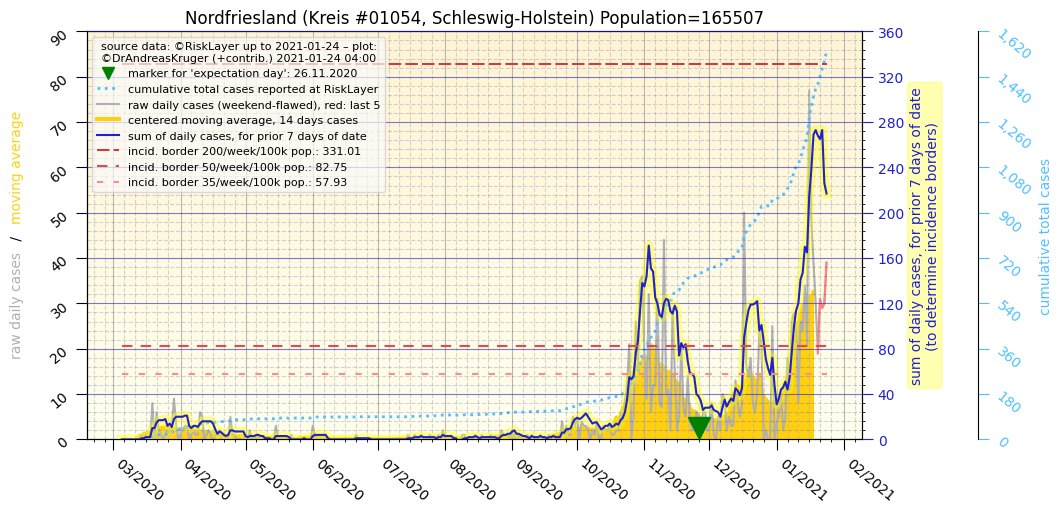 Nordfriesland (Kreis #01054, Schleswig-Holstein) Population=165507
source data: ©RiskLayer up to 2021-01-24 – plot:
©DrAndreasKruger (+contrib.) 2021-01-24 04:00
marker for 'expectation day': 26.11.2020
cumulative total cases reported at RiskLayer
raw daily cases (weekend-flawed), red: last 5
centered moving average, 14 days cases
sum of daily cases, for prior 7 days of date
incid. border 200/week/100k pop.: 331.01
incid. border 50/week/100k pop.: 82.75
incid. border 35/week/100k pop.: 57.93
raw daily cases / moving average
90
80
70
60
50
40
30
20
10
0
03/2020
04/2020
05/2020
06/2020
07/2020
08/2020
09/2020
10/2020
11/2020
12/2020
01/2021
02/2021
360
320
280
240
200
160
120
80
40
0
sum of daily cases, for prior 7 days of date
(to determine incidence borders)
1,620
1,440
1,260
1,080
900
720
540
360
180
0
cumulative total cases